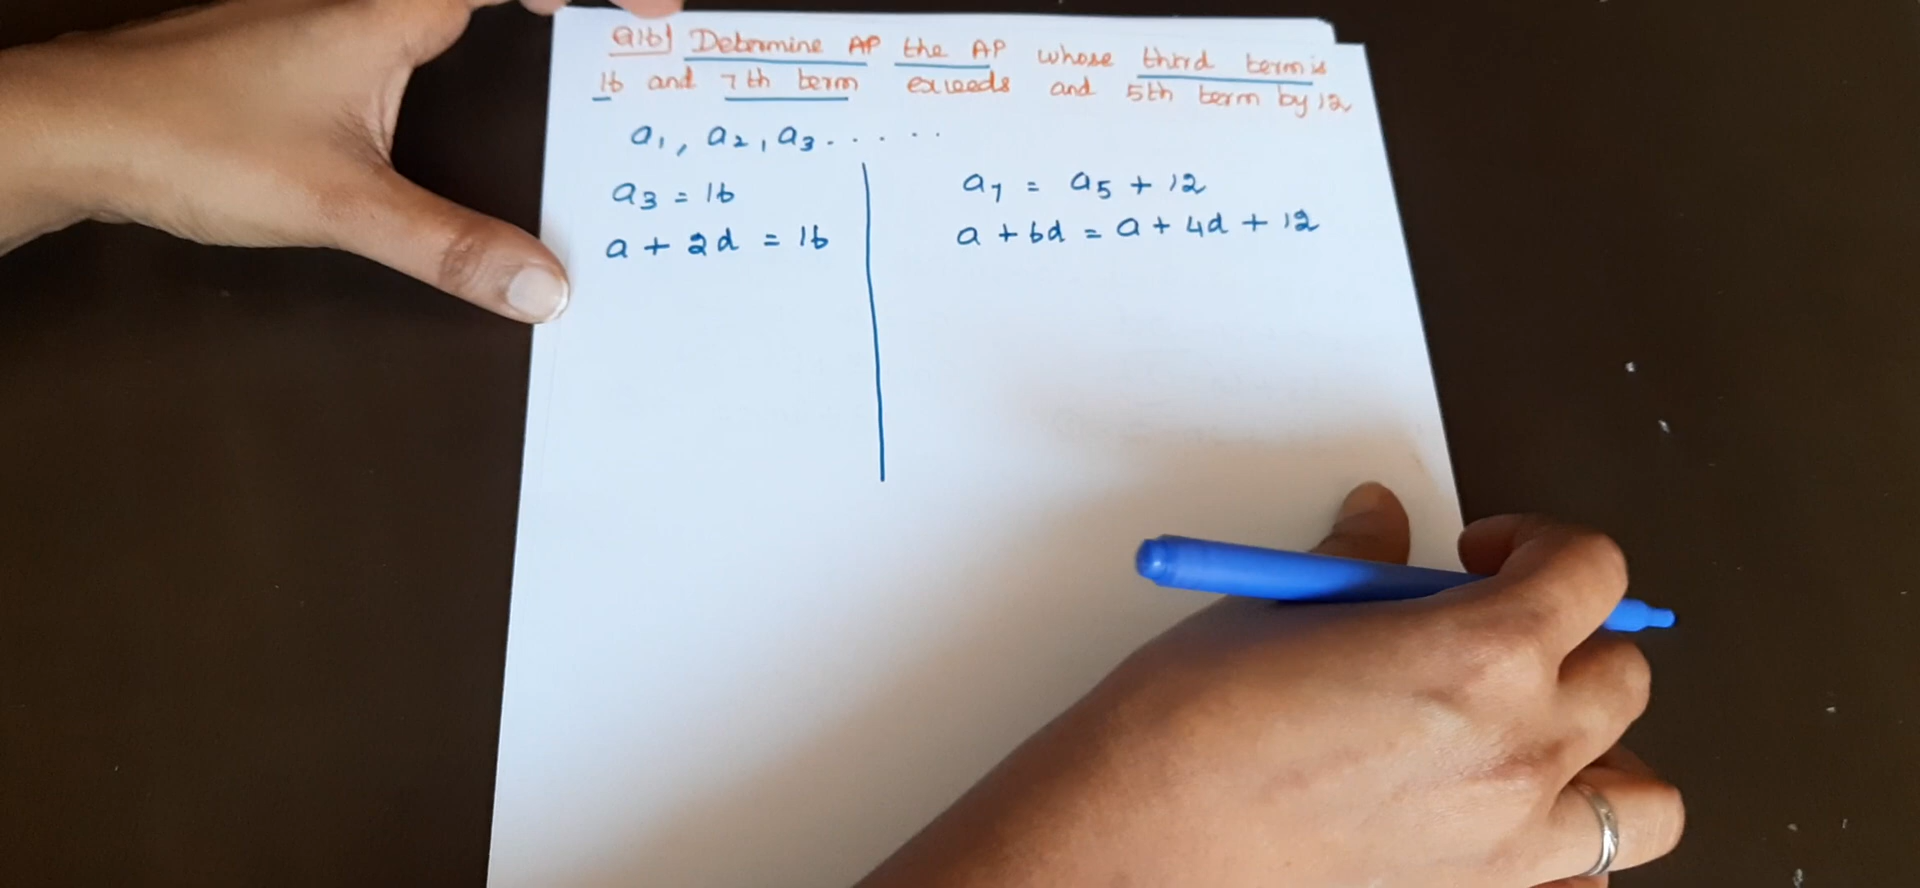 Q16) Determine AP the AP whose third term is
16 and 7th term exceeds and 5th term by 12
a₁, a₂, a₃.....
a₃ = 16
a + 2d = 16
a₇ = a₅ + 12
a + 6d = a + 4d + 12